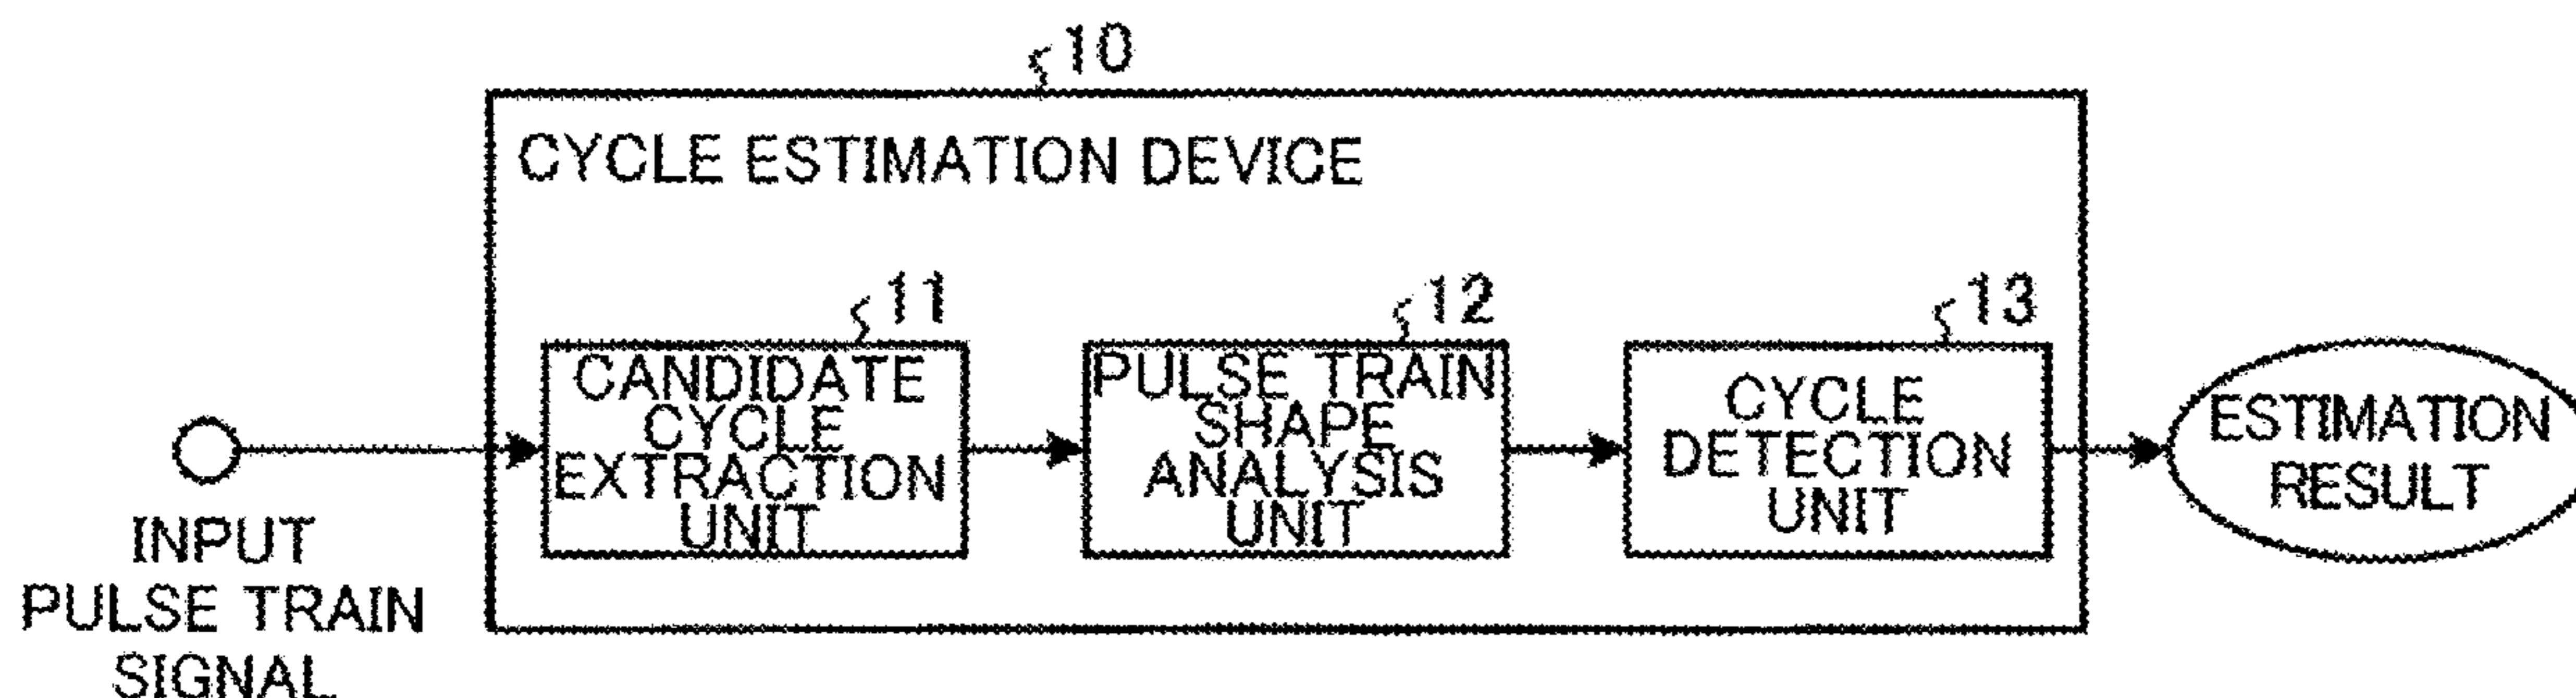 10
CYCLE ESTIMATION DEVICE
11
12
13
CANDIDATE
CYCLE
EXTRACTION
UNIT
PULSE TRAIN
SHAPE
ANALYSIS
UNIT
CYCLE
DETECTION
UNIT
ESTIMATION
RESULT
INPUT
PULSE TRAIN
SIGNAL